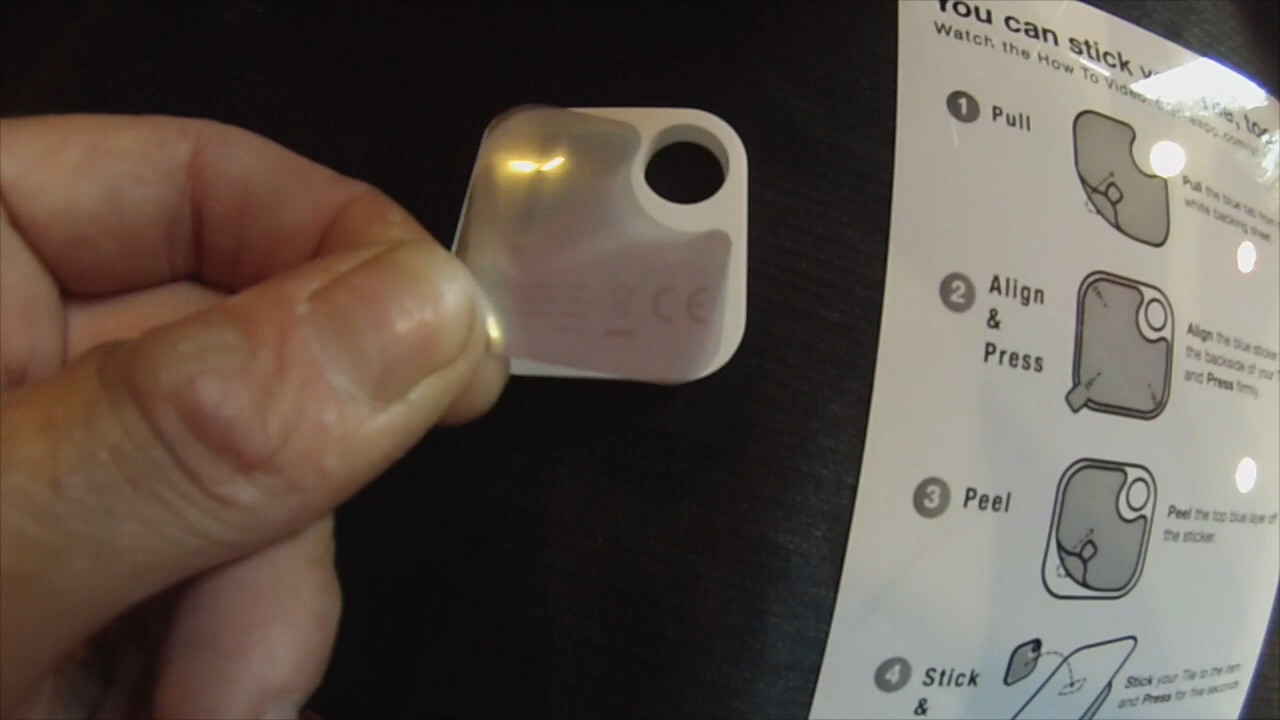 You can stick
Watch the How To Video
1 Pull
Pull the blue tab from
white backing sheet.
2 Align
&
Press
Align the blue sticke
the backside of your
and Press firmly.
3 Peel
Peel the top blue layer off
the sticker.
4 Stick
&
Stick your Tile to the item
and Press for five seconds
CE